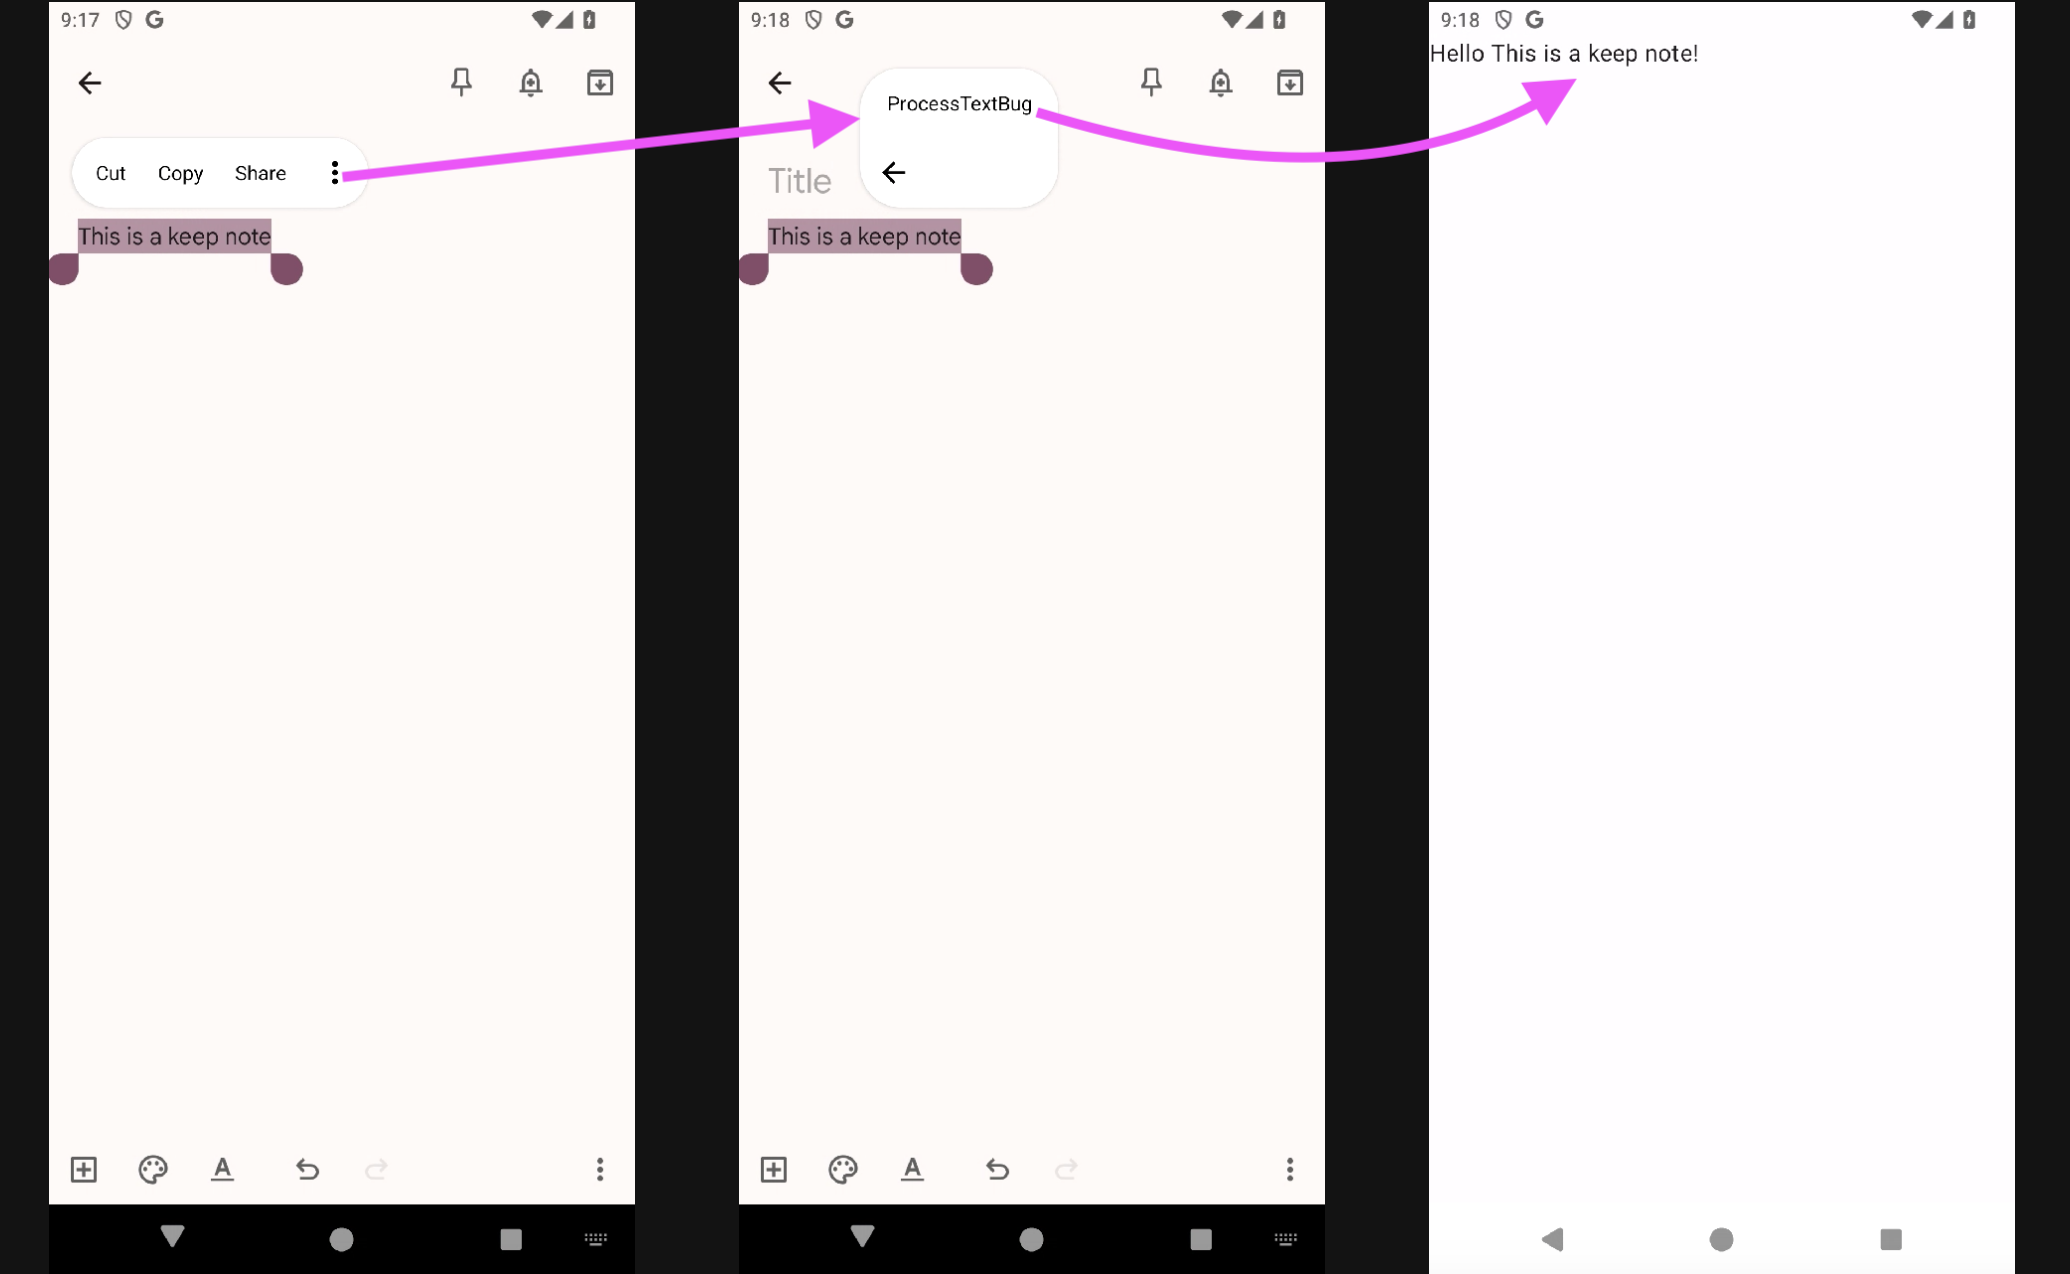 9:17
Cut Copy Share
This is a keep note
9:18
ProcessTextBug
Title
This is a keep note
9:18
Hello This is a keep note!